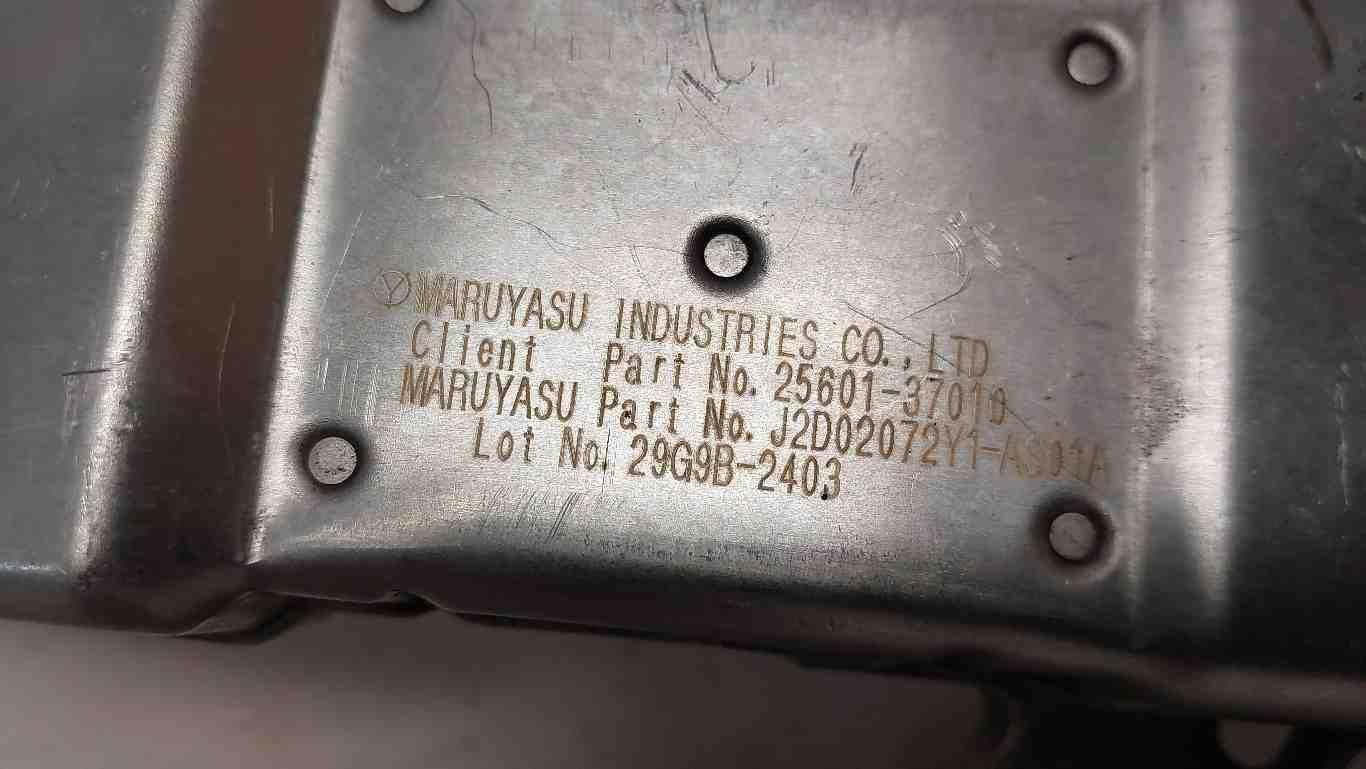 MARUYASU INDUSTRIES CO.,LTD
Client Part No. 25601-37010
MARUYASU Part No. J2D02072Y1-AS01A
Lot No. 29G9B-2403